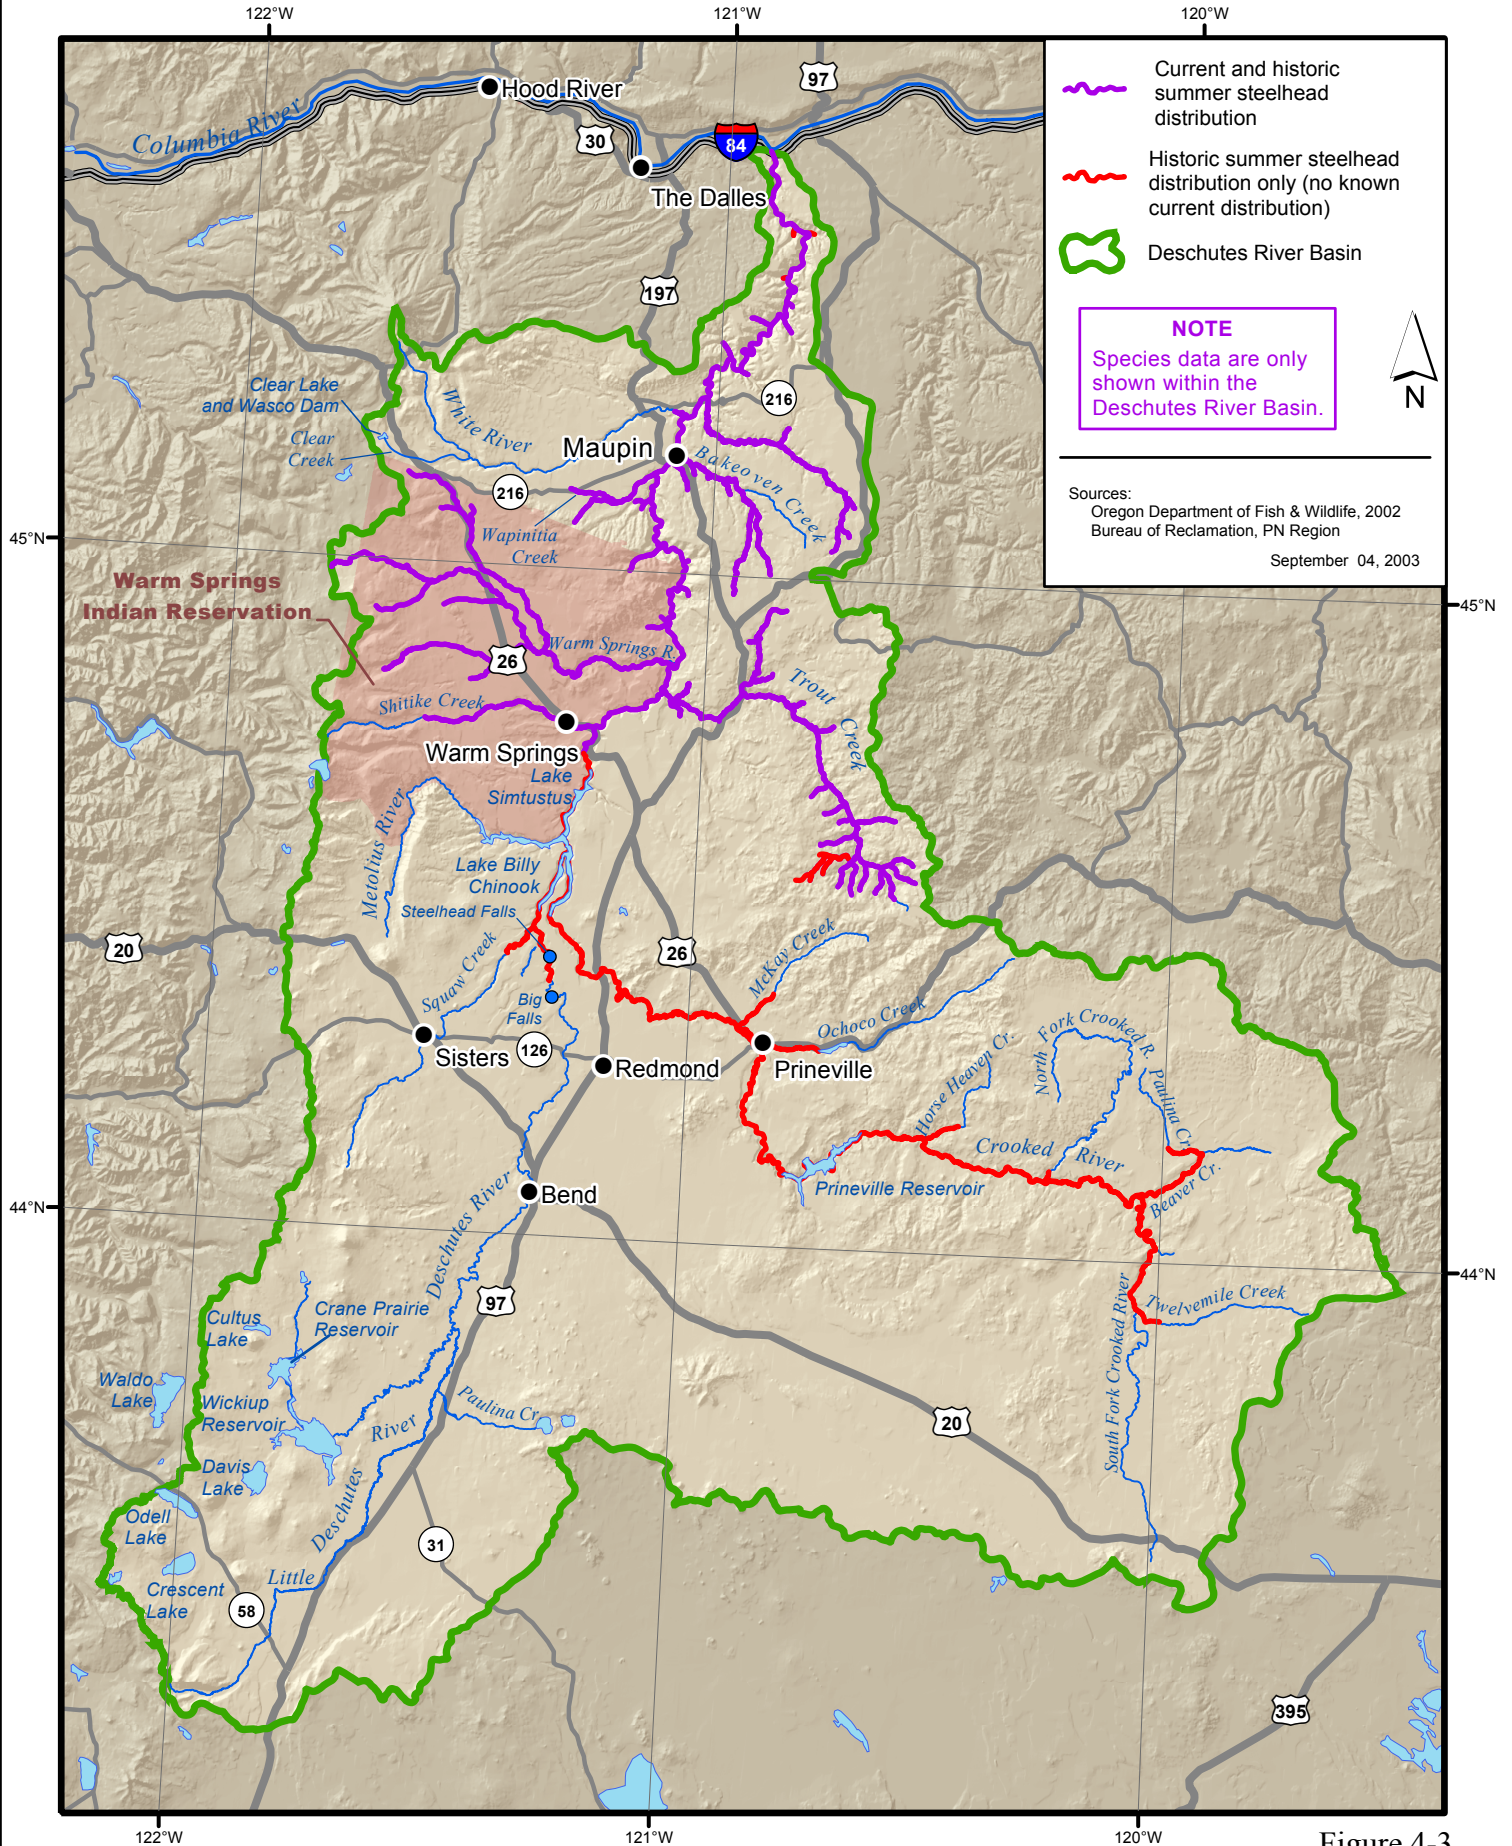 122°W
121°W
120°W
97
Hood River
Columbia River
30
84
The Dalles
197
Current and historic
summer steelhead
distribution
Historic summer steelhead
distribution only (no known
current distribution)
Deschutes River Basin
NOTE
Species data are only
shown within the
Deschutes River Basin.
N
Sources:
Oregon Department of Fish & Wildlife, 2002
Bureau of Reclamation, PN Region
September 04, 2003
Clear Lake
and Wasco Dam
Clear
Creek
White River
216
Maupin
Bakeoven Creek
216
Wapinitia
Creek
45°N
45°N
Warm Springs
Indian Reservation
26
Warm Springs R.
Shitike Creek
Trout Creek
Warm Springs
Lake
Simtustus
Metolius River
Lake Billy
Chinook
Steelhead Falls
20
Squaw Creek
26
McKay Creek
Big
Falls
Ochoco Creek
Sisters
126
Redmond
Prineville
Horse Heaven Cr.
North Fork Crooked R.
Paulina Cr.
Crooked River
Prineville Reservoir
Beaver Cr.
44°N
Bend
Deschutes River
44°N
97
Cultus
Lake
Crane Prairie
Reservoir
Twelvemile Creek
South Fork Crooked River
Waldo
Lake
Wickiup
Reservoir
Paulina Cr.
20
Davis
Lake
Odell
Lake
Little Deschutes River
31
Crescent
Lake
58
395
122°W
121°W
120°W
Figure 4-3